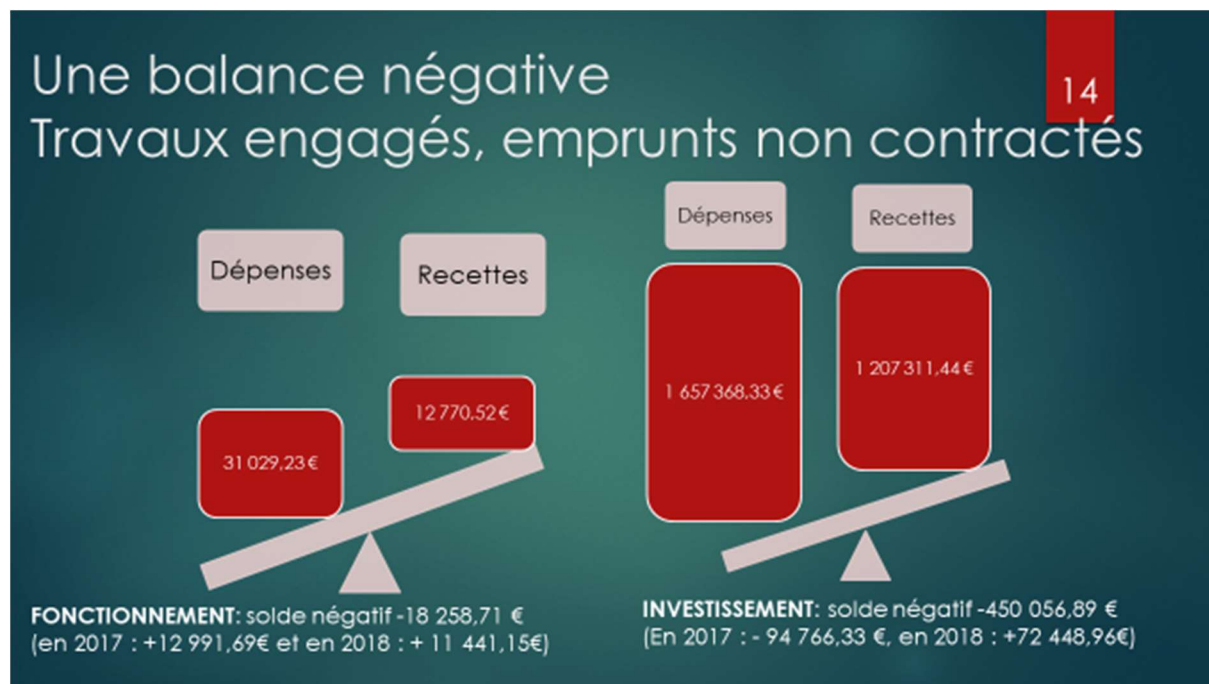 Une balance négative
14
Travaux engagés, emprunts non contractés
Dépenses
Recettes
31 029,23 €
12 770,52 €
FONCTIONNEMENT: solde négatif -18 258,71 €
(en 2017 : +12 991,69€ et en 2018 : + 11 441,15€)
Dépenses
Recettes
1 657 368,33 €
1 207 311,44 €
INVESTISSEMENT: solde négatif -450 056,89 €
(En 2017 : - 94 766,33 €, en 2018 : +72 448,96€)